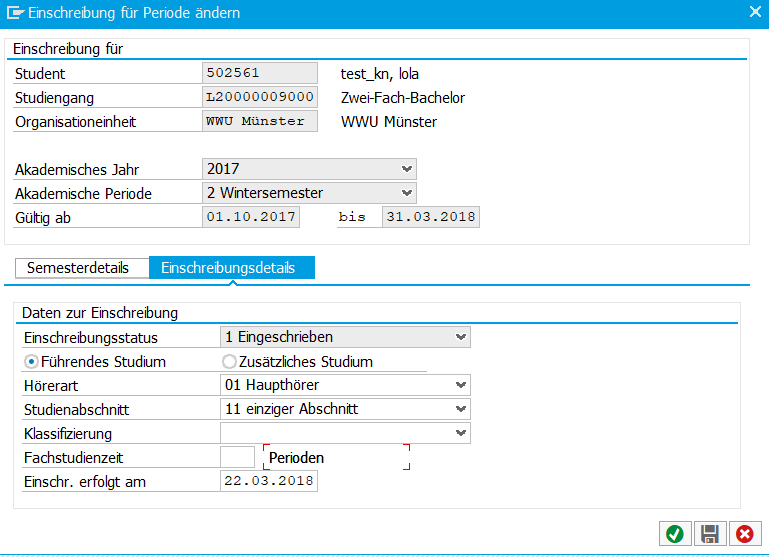 Einschreibung für Periode ändern
Einschreibung für
Student 502561 test_kn, lola
Studiengang L20000009000 Zwei-Fach-Bachelor
Organisationeinheit WWU Münster WWU Münster
Akademisches Jahr 2017
Akademische Periode 2 Wintersemester
Gültig ab 01.10.2017 bis 31.03.2018
Semesterdetails Einschreibungsdetails
Daten zur Einschreibung
Einschreibungsstatus 1 Eingeschrieben
Führendes Studium Zusätzliches Studium
Hörerart 01 Haupthörer
Studienabschnitt 11 einziger Abschnitt
Klassifizierung
Fachstudienzeit Perioden
Einschr. erfolgt am 22.03.2018